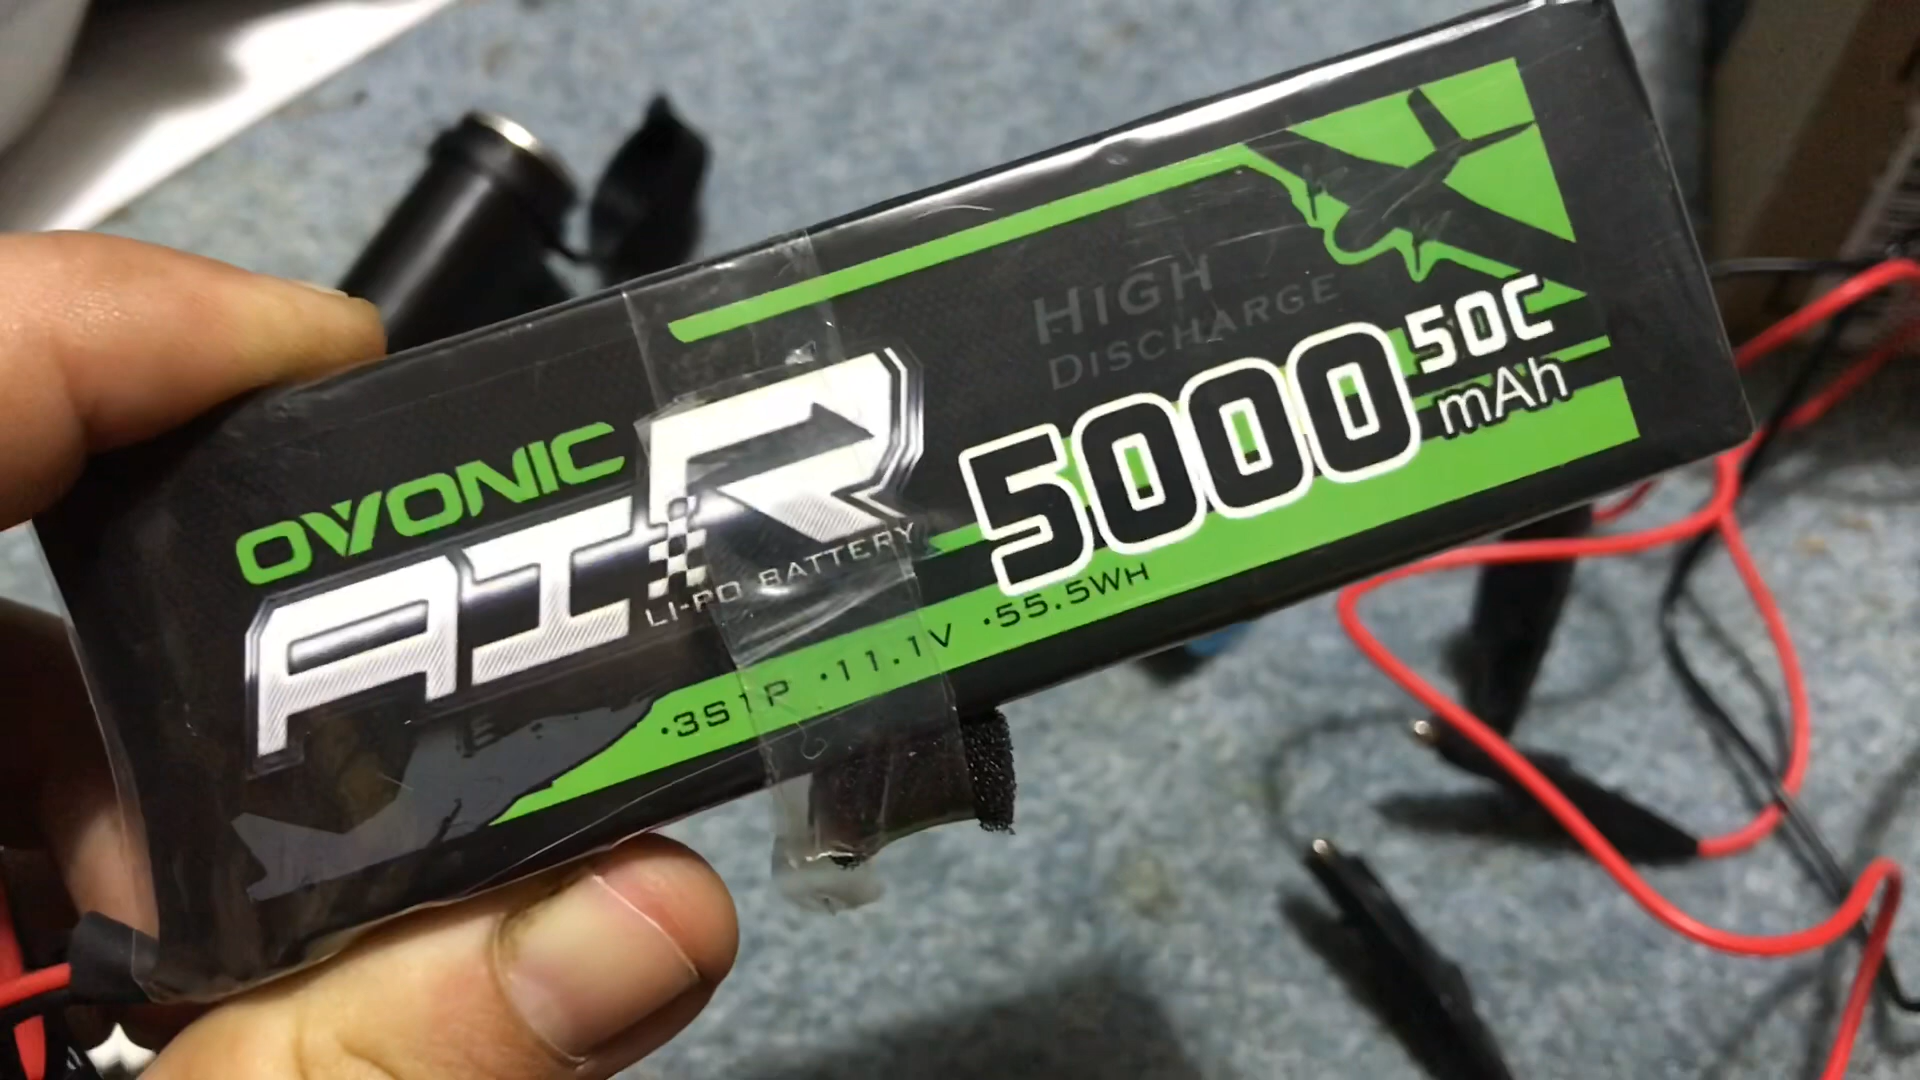 OVONIC
AIR
LI-PO BATTERY
HIGH
DISCHARGE
5000 50C
mAh
·3S1P ·11.1V ·55.5WH